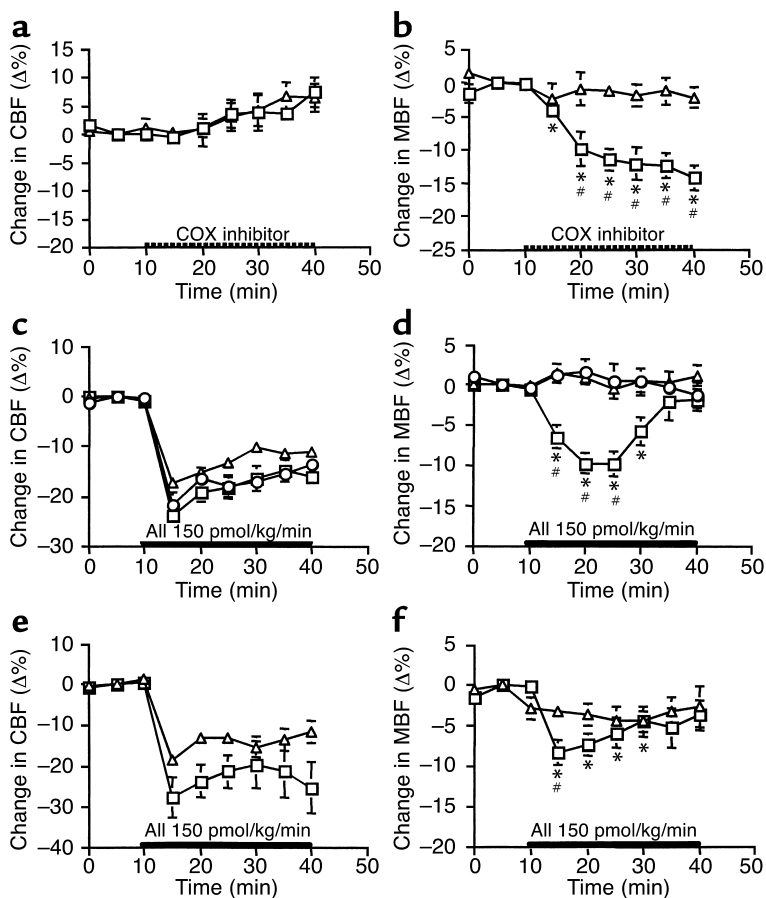 a
Change in CBF (Δ%)
15
10
5
0
−5
−10
−15
−20
COX inhibitor
0 10 20 30 40 50
Time (min)
b
Change in MBF (Δ%)
5
0
−5
−10
−15
−20
−25
* * * * * *
# # # # #
COX inhibitor
0 10 20 30 40 50
Time (min)
c
Change in CBF (Δ%)
10
0
−10
−20
−30
All 150 pmol/kg/min
0 10 20 30 40 50
Time (min)
d
Change in MBF (Δ%)
5
0
−5
−10
−15
−20
* * * *
# # #
All 150 pmol/kg/min
0 10 20 30 40 50
Time (min)
e
Change in CBF (Δ%)
10
0
−10
−20
−30
−40
All 150 pmol/kg/min
0 10 20 30 40 50
Time (min)
f
Change in MBF (Δ%)
5
0
−5
−10
−15
−20
* * * *
#
All 150 pmol/kg/min
0 10 20 30 40 50
Time (min)